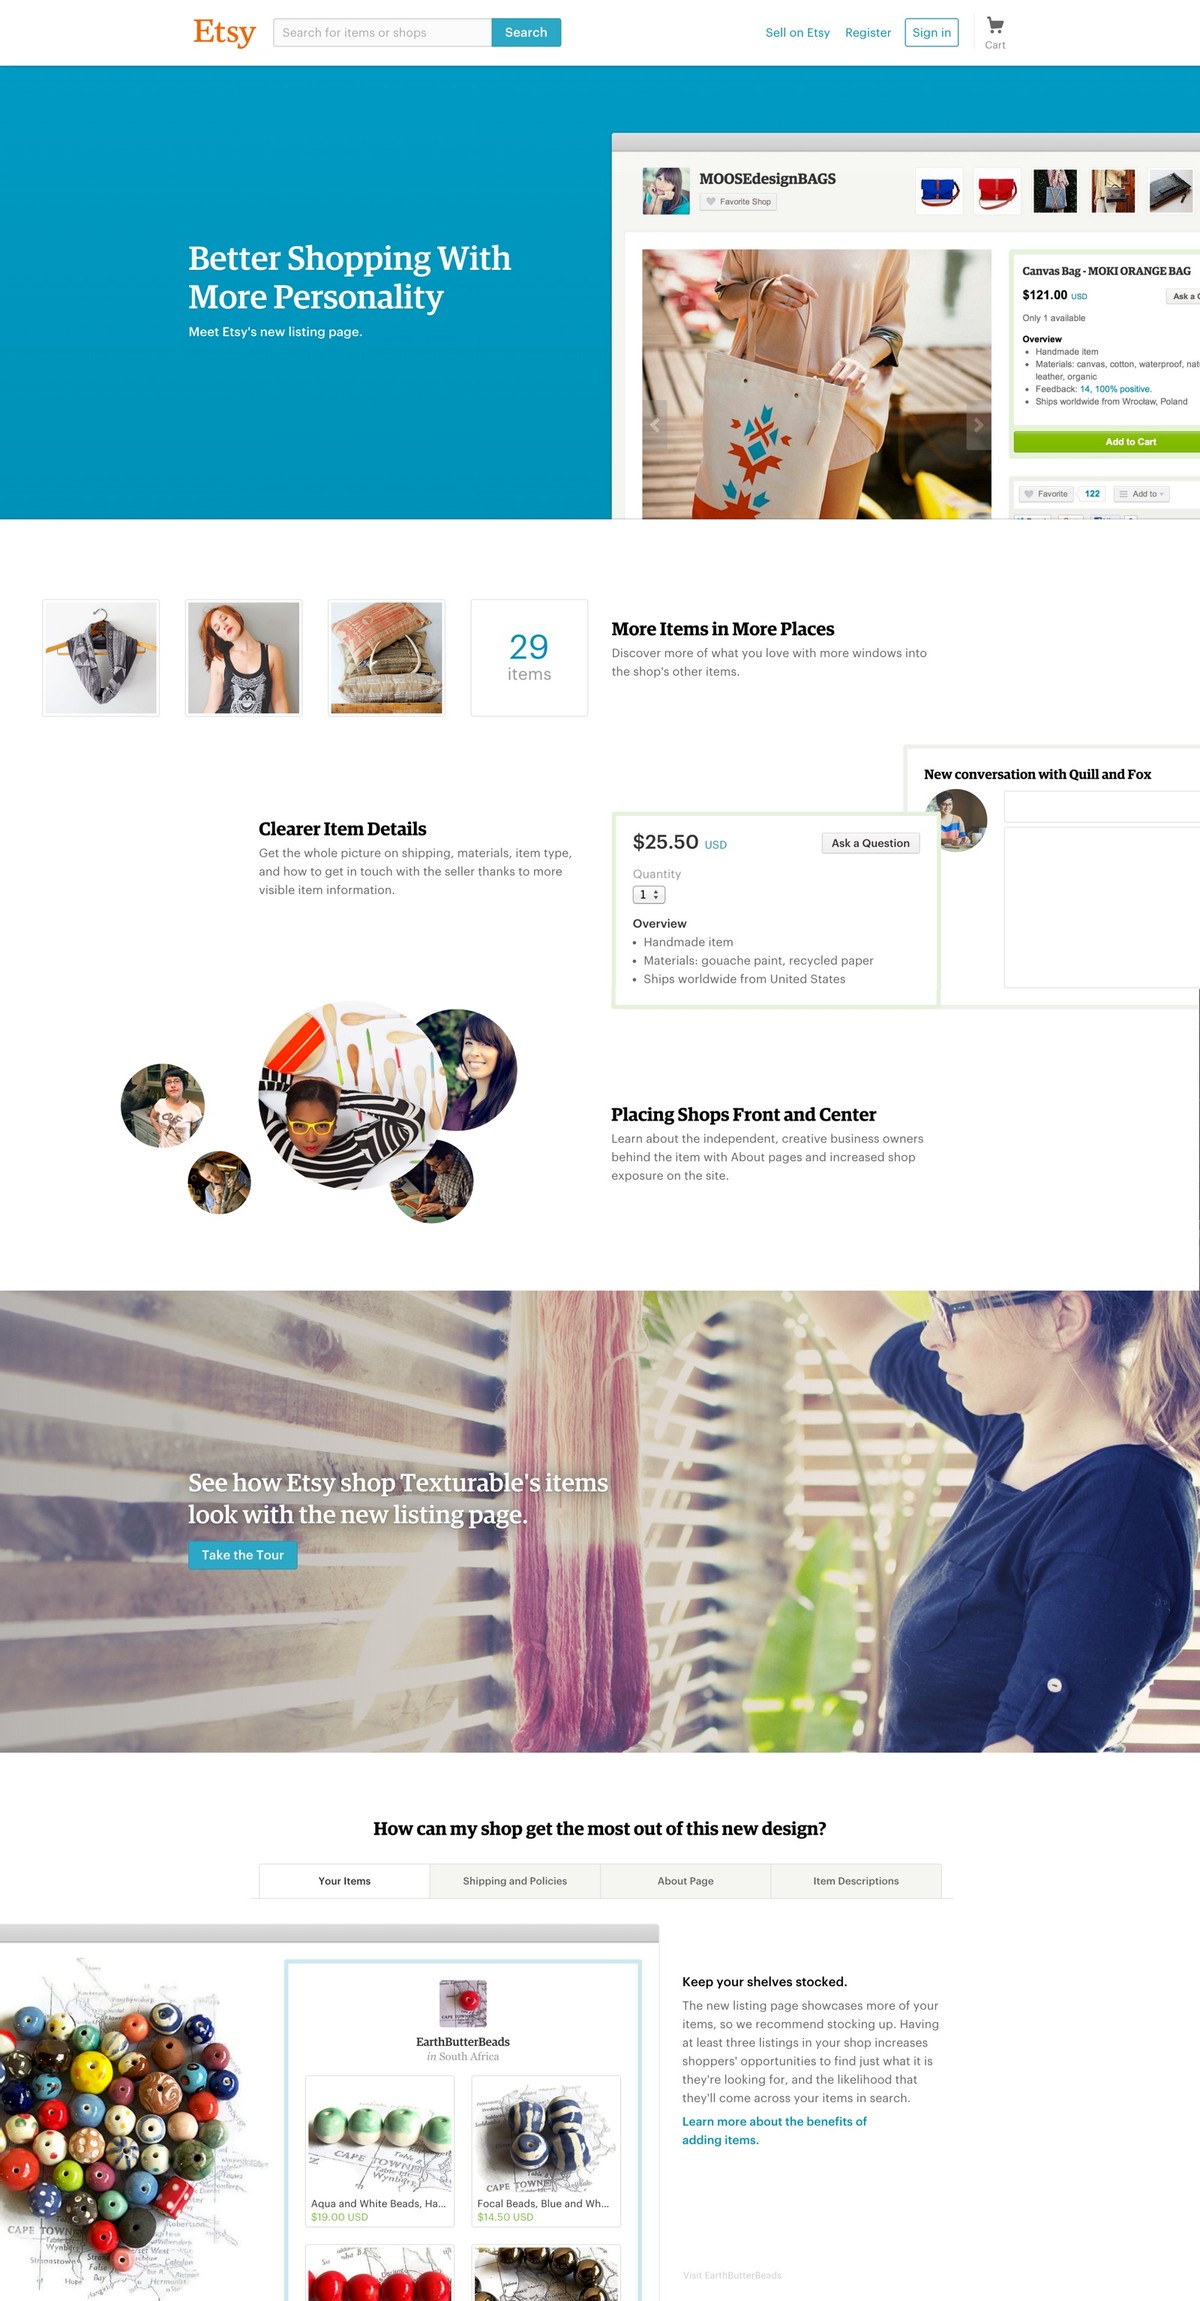 Etsy
Search for items or shops
Search
Sell on Etsy
Register
Sign in
Cart
Better Shopping With
More Personality
Meet Etsy's new listing page.
MOOSEdesignBAGS
Favorite Shop
Canvas Bag - MOKI ORANGE BAG
$121.00 USD
Ask a
Only 1 available
Overview
• Handmade item
• Materials: canvas, cotton, waterproof,
leather, organic
• Feedback: 14, 100% positive.
• Ships worldwide from Wrocław, Poland
Add to Cart
Favorite
122
Add to
29
items
More Items in More Places
Discover more of what you love with more windows into
the shop's other items.
New conversation with Quill and Fox
Clearer Item Details
Get the whole picture on shipping, materials, item type,
and how to get in touch with the seller thanks to more
visible item information.
$25.50 USD
Ask a Question
Quantity
1
Overview
• Handmade item
• Materials: gouache paint, recycled paper
• Ships worldwide from United States
Placing Shops Front and Center
Learn about the independent, creative business owners
behind the item with About pages and increased shop
exposure on the site.
See how Etsy shop Texturable's items
look with the new listing page.
Take the Tour
How can my shop get the most out of this new design?
Your Items
Shipping and Policies
About Page
Item Descriptions
EarthButterBeads
in South Africa
CAPE TOWN
Aqua and White Beads, Ha...
$19.00 USD
CAPE TOWN
Focal Beads, Blue and Wh...
$14.50 USD
CAPE TOWN
Keep your shelves stocked.
The new listing page showcases more of your
items, so we recommend stocking up. Having
at least three listings in your shop increases
shoppers' opportunities to find just what it is
they're looking for, and the likelihood that
they'll come across your items in search.
Learn more about the benefits of
adding items.
Visit EarthButterBeads